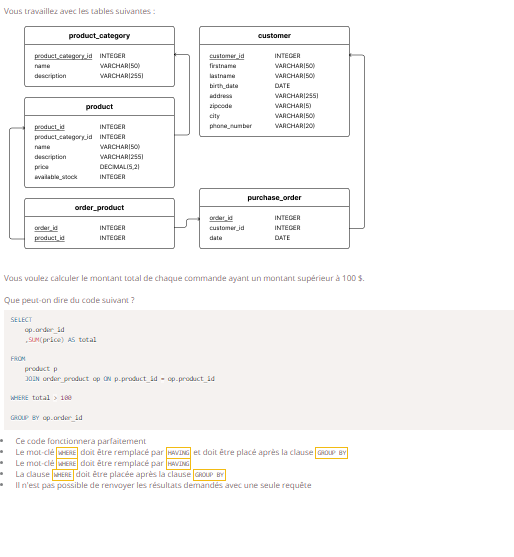 Vous travaillez avec les tables suivantes :
product_category
product_category_id INTEGER
name VARCHAR(50)
description VARCHAR(255)
customer
customer_id INTEGER
firstname VARCHAR(50)
lastname VARCHAR(50)
birth_date DATE
address VARCHAR(255)
zipcode VARCHAR(5)
city VARCHAR(50)
phone_number VARCHAR(20)
product
product_id INTEGER
product_category_id INTEGER
name VARCHAR(50)
description VARCHAR(255)
price DECIMAL(5,2)
available_stock INTEGER
order_product
order_id INTEGER
product_id INTEGER
purchase_order
order_id INTEGER
customer_id INTEGER
date DATE
Vous voulez calculer le montant total de chaque commande ayant un montant supérieur à 100 $.
Que peut-on dire du code suivant ?
SELECT
op.order_id
,SUM(price) AS total
FROM
product p
JOIN order_product op ON p.product_id = op.product_id
WHERE total > 100
GROUP BY op.order_id
Ce code fonctionnera parfaitement
Le mot-clé WHERE doit être remplacé par HAVING et doit être placé après la clause GROUP BY
Le mot-clé WHERE doit être remplacé par HAVING
La clause WHERE doit être placée après la clause GROUP BY
Il n'est pas possible de renvoyer les résultats demandés avec une seule requête